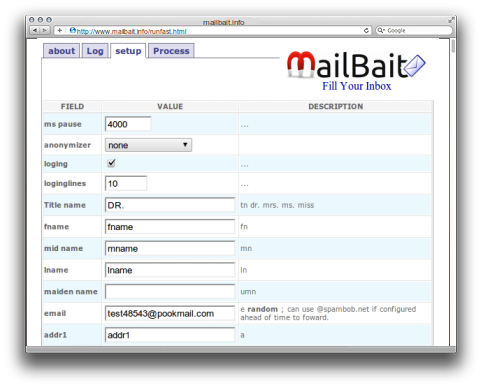 mailbait.info
http://www.mailbait.info/runfast.html
Google
about Log setup Process
MailBait
Fill Your Inbox
FIELD VALUE DESCRIPTION
ms pause 4000 ...
anonymizer none
loging ...
loginglines 10 ...
Title name DR. tn dr. mrs. ms. miss
fname fname fn
mid name mname mn
lname lname ln
maiden name umn
email test48543@pookmail.com e random ; can use @spambob.net if configured
ahead of time to foward.
addr1 addr1 a